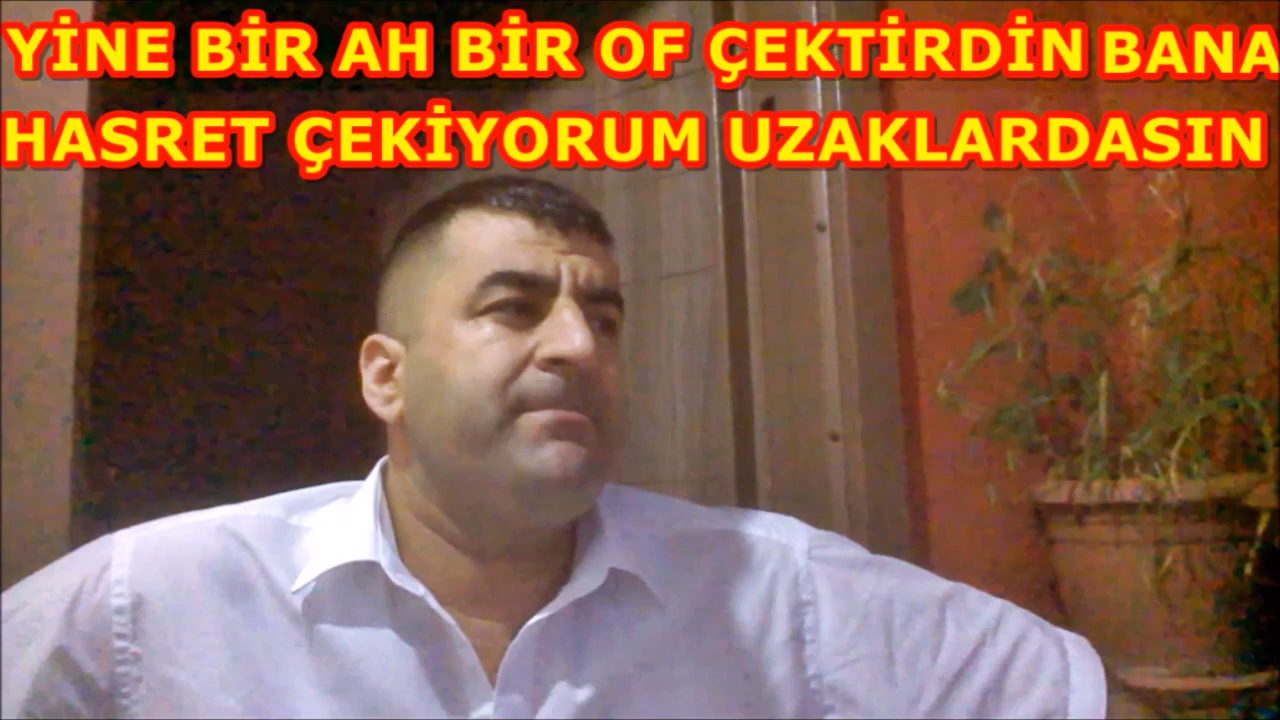 YİNE BİR AH BİR OF ÇEKTİRDİN BANA
HASRET ÇEKİYORUM UZAKLARDASIN